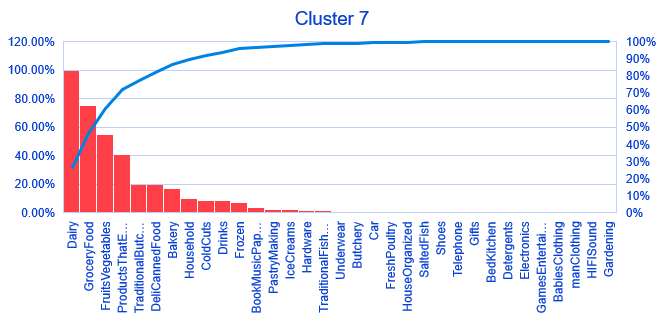 Cluster 7
120.00%
100.00%
80.00%
60.00%
40.00%
20.00%
0.00%
100%
90%
80%
70%
60%
50%
40%
30%
20%
10%
0%
Dairy
GroceryFood
FruitsVegetables
ProductsThatE...
TraditionalButc...
DeliCannedFood
Bakery
Household
ColdCuts
Drinks
Frozen
BookMusicPap...
PastryMaking
IceCreams
Hardware
TraditionalFish...
Underwear
Butchery
Car
FreshPoultry
HouseOrganized
SaltedFish
Shoes
Telephone
Gifts
BedKitchen
Detergents
Electronics
GamesEntertai...
BabiesClothing
manClothing
HIFISound
Gardening